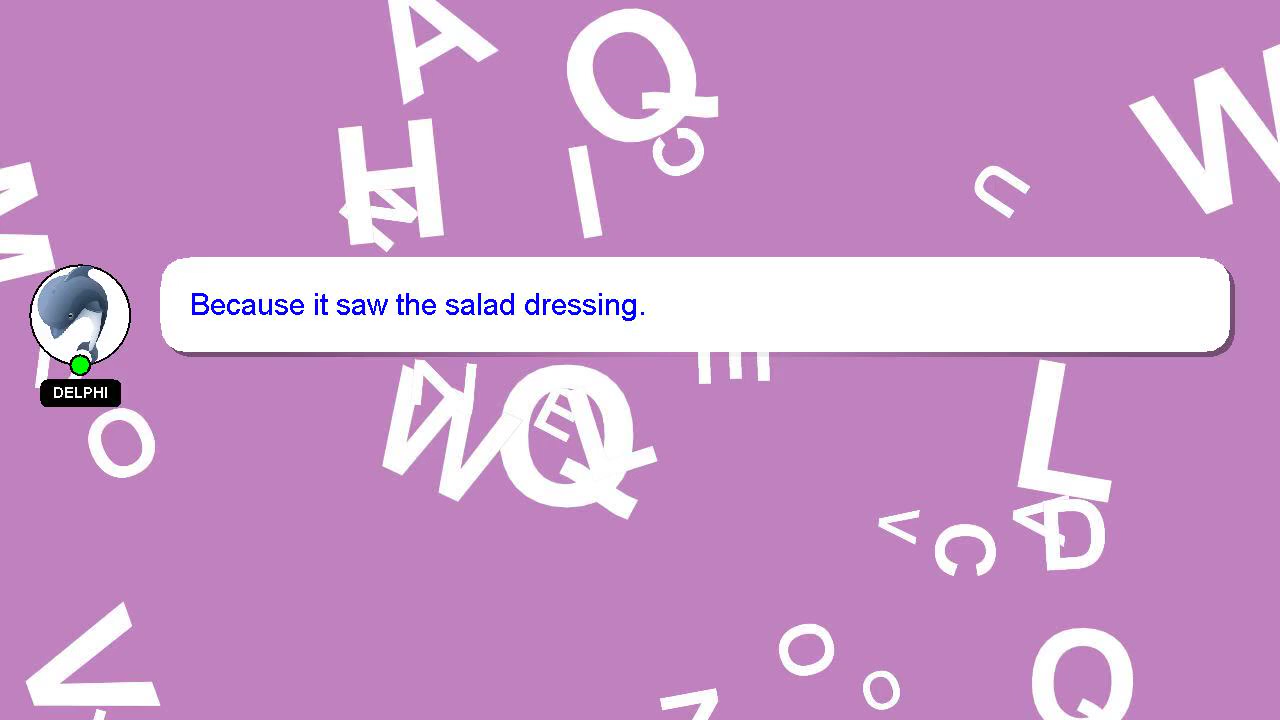 A
Q
H
C
I
W
U
M
Because it saw the salad dressing.
DELPHI
E
W
Q
E
L
O
V
C
A
D
V
O
O
Q